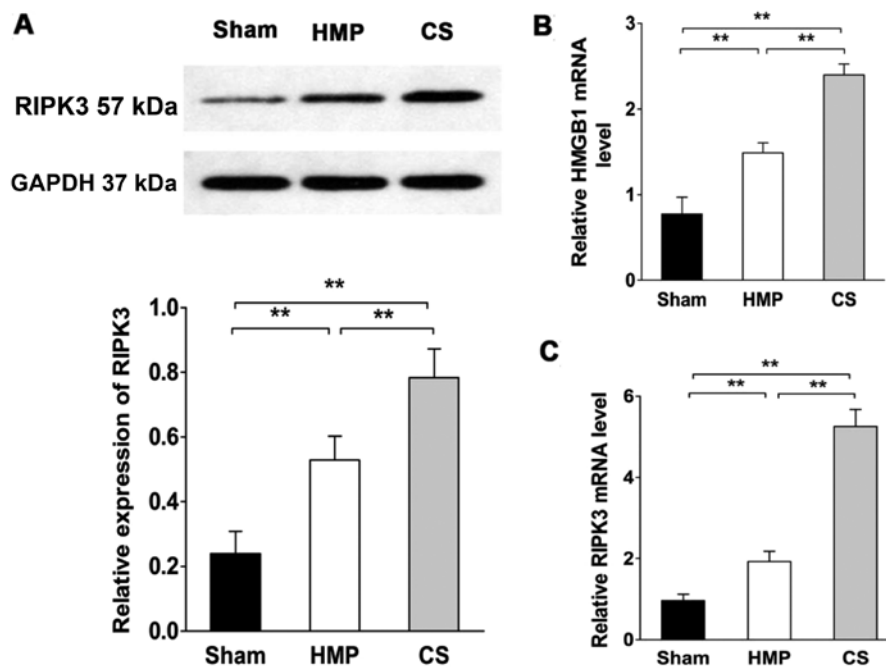 A
Sham HMP CS
RIPK3 57 kDa
GAPDH 37 kDa
Relative expression of RIPK3
1.0
0.8
0.6
0.4
0.2
0.0
**
** **
Sham HMP CS
B
Relative HMGB1 mRNA
level
3
2
1
0
**
** **
Sham HMP CS
C
Relative RIPK3 mRNA level
6
4
2
0
**
** **
Sham HMP CS